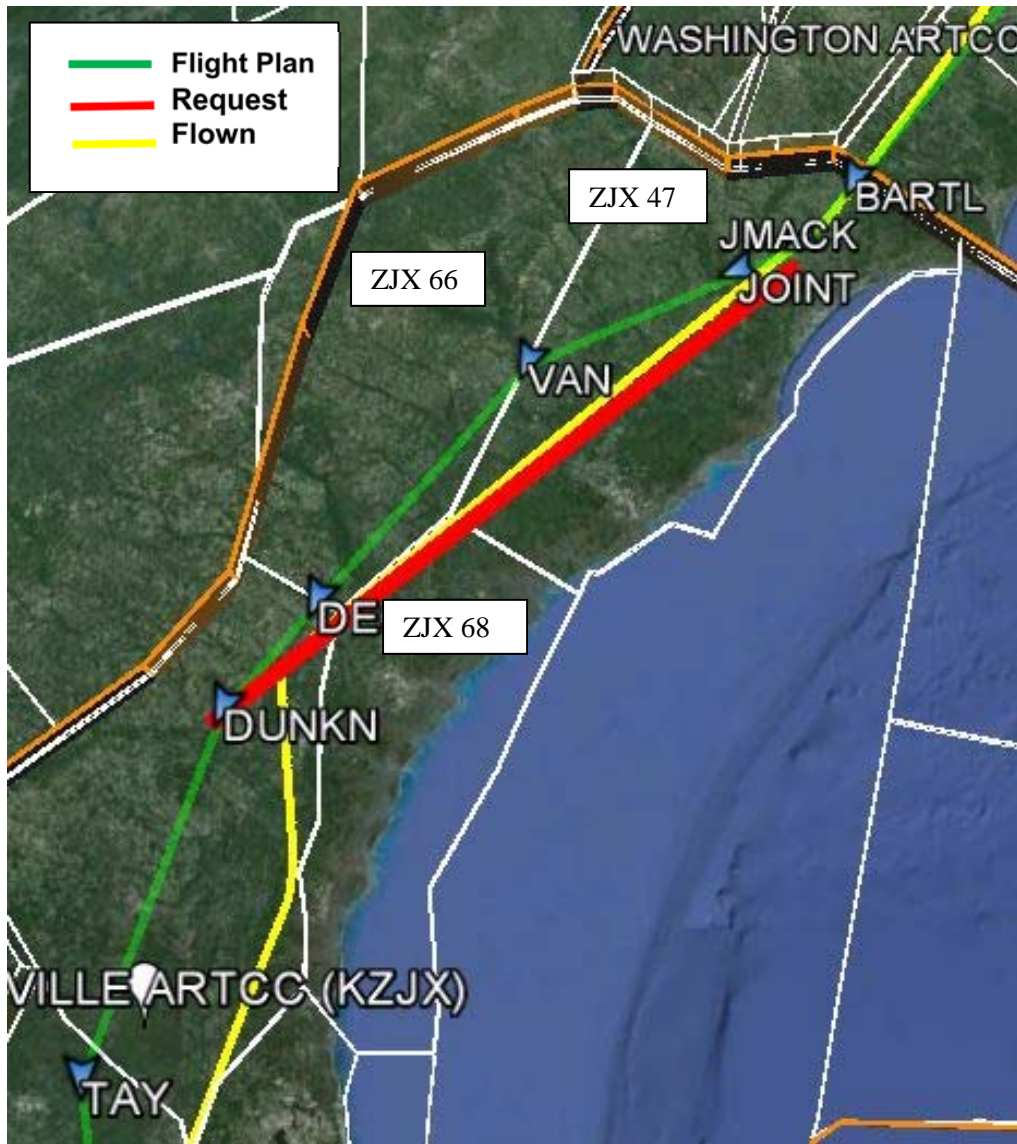 Flight Plan
Request
Flown
WASHINGTON ARTCC
ZJX 47
BARTL
JMACK
JOINT
ZJX 66
VAN
DE
ZJX 68
DUNKN
VILLE ARTCC (KZJX)
TAY